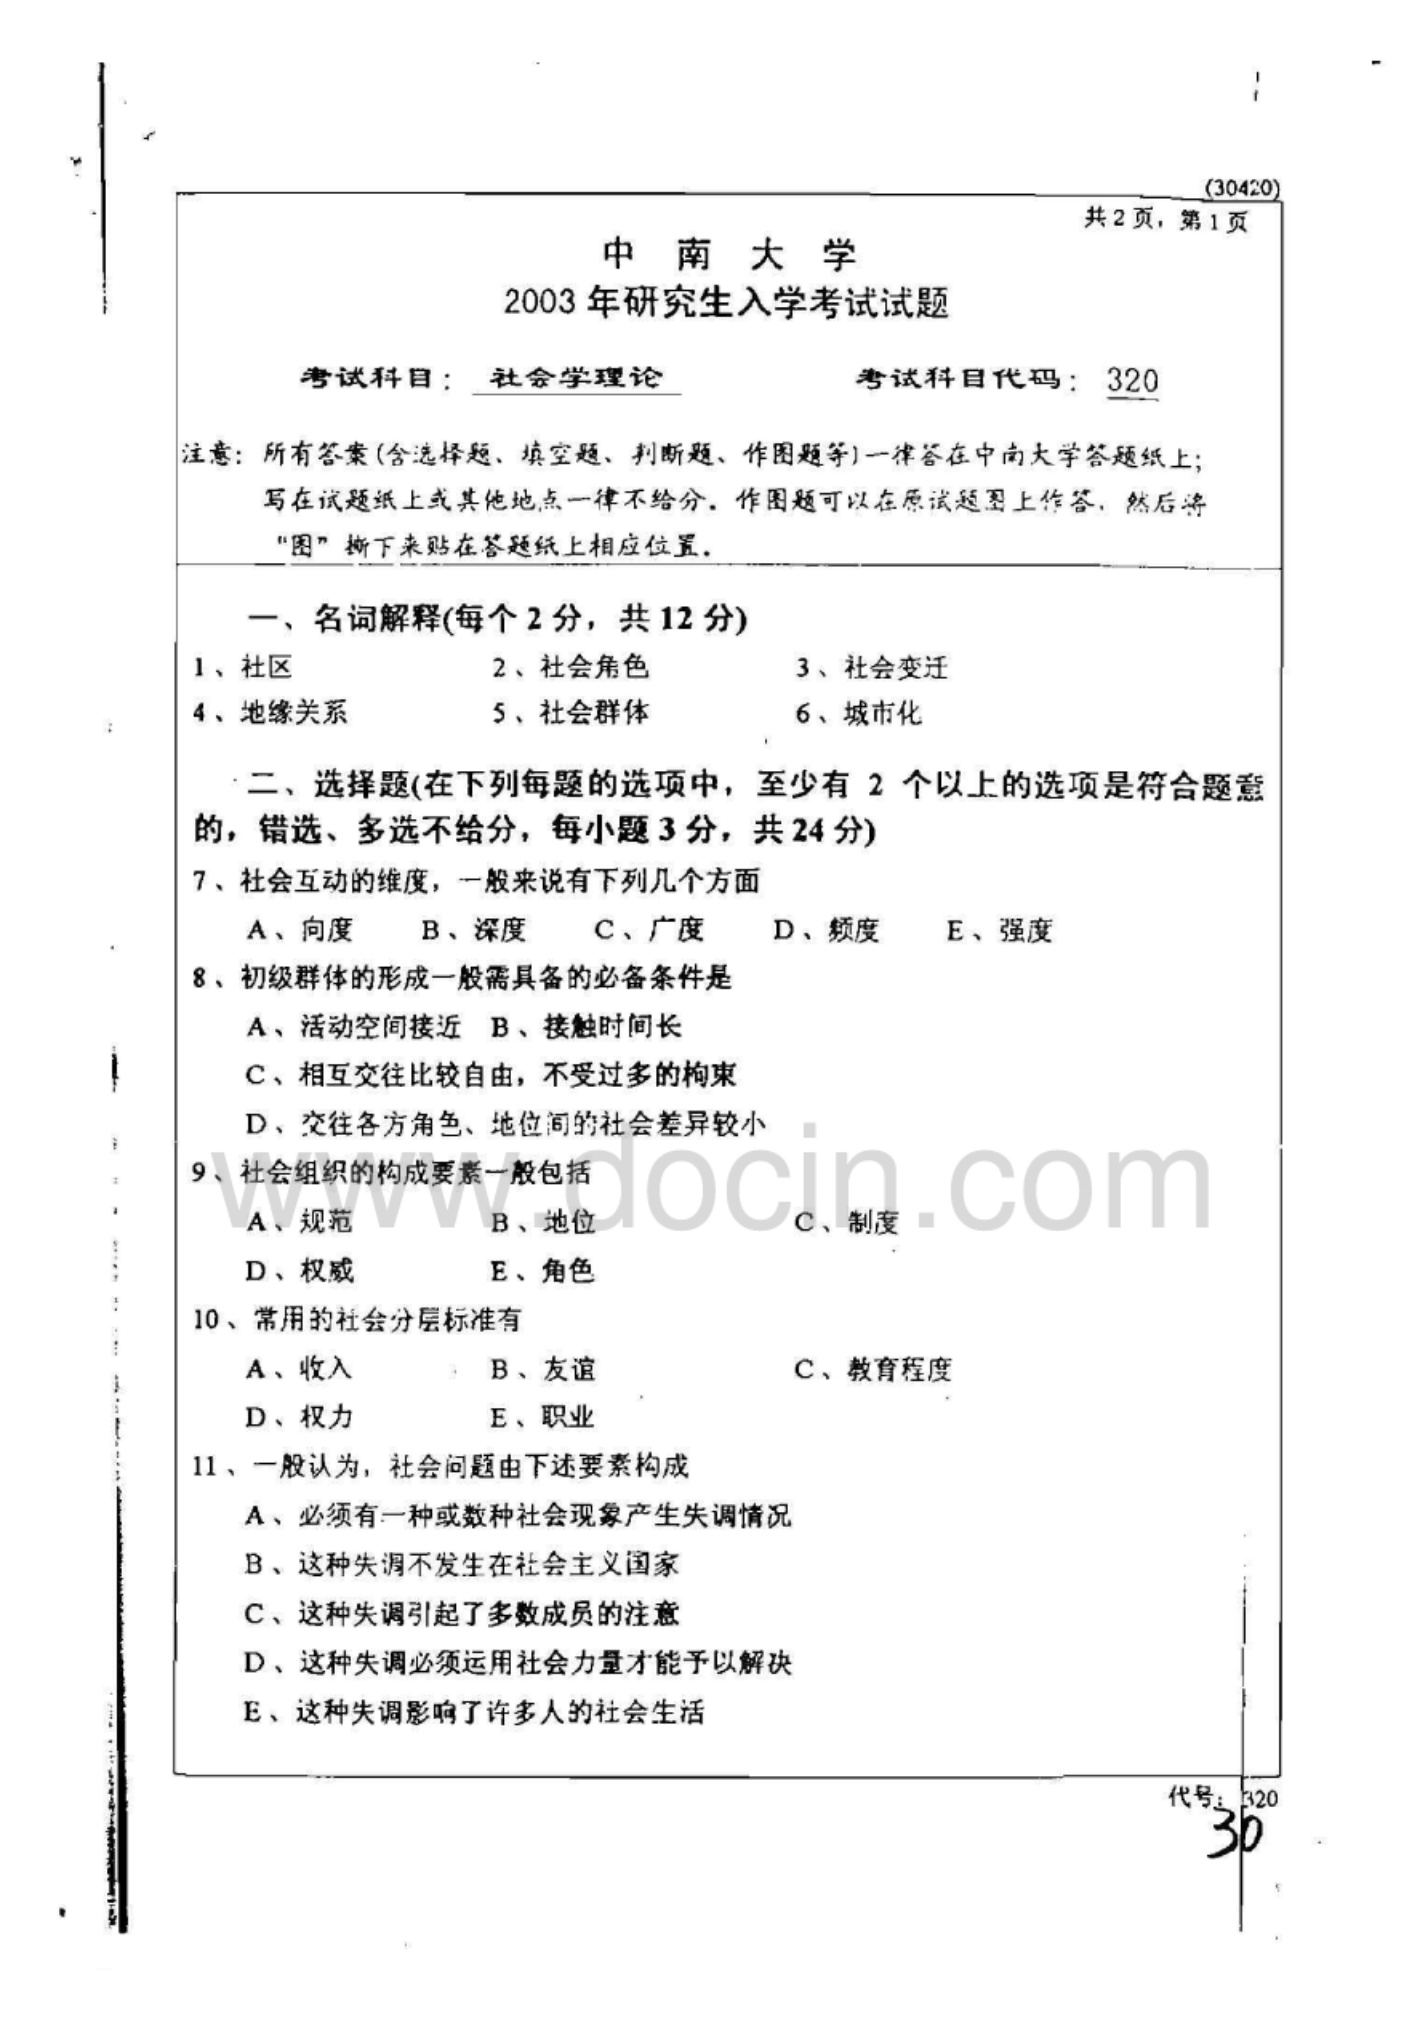 (30420)
共2页，第1页
中 南 大 学
2003年研究生入学考试试题
考试科目： 社会学理论 考试科目代码： 320
注意：所有答案(含选择题、填空题、判断题、作图题等)一律答在中南大学答题纸上；
写在试题纸上或其他地点一律不给分．作图题可以在原试题图上作答，然后将
“图”撕下来贴在答题纸上相应位置．
一、名词解释(每个2分，共12分)
1、社区 2、社会角色 3、社会变迁
4、地缘关系 5、社会群体 6、城市化
二、选择题(在下列每题的选项中，至少有 2 个以上的选项是符合题意
的，错选、多选不给分，每小题3分，共24分)
7、社会互动的维度，一般来说有下列几个方面
A、向度 B、深度 C、广度 D、频度 E、强度
8、初级群体的形成一般需具备的必备条件是
A、活动空间接近 B、接触时间长
C、相互交往比较自由，不受过多的拘束
D、交往各方角色、地位间的社会差异较小
9、社会组织的构成要素一般包括
www.docin.com
A、规范 B、地位 C、制度
D、权威 E、角色
10、常用的社会分层标准有
A、收入 B、友谊 C、教育程度
D、权力 E、职业
11、一般认为，社会问题由下述要素构成
A、必须有一种或数种社会现象产生失调情况
B、这种失调不发生在社会主义国家
C、这种失调引起了多数成员的注意
D、这种失调必须运用社会力量才能予以解决
E、这种失调影响了许多人的社会生活
代号：320
30